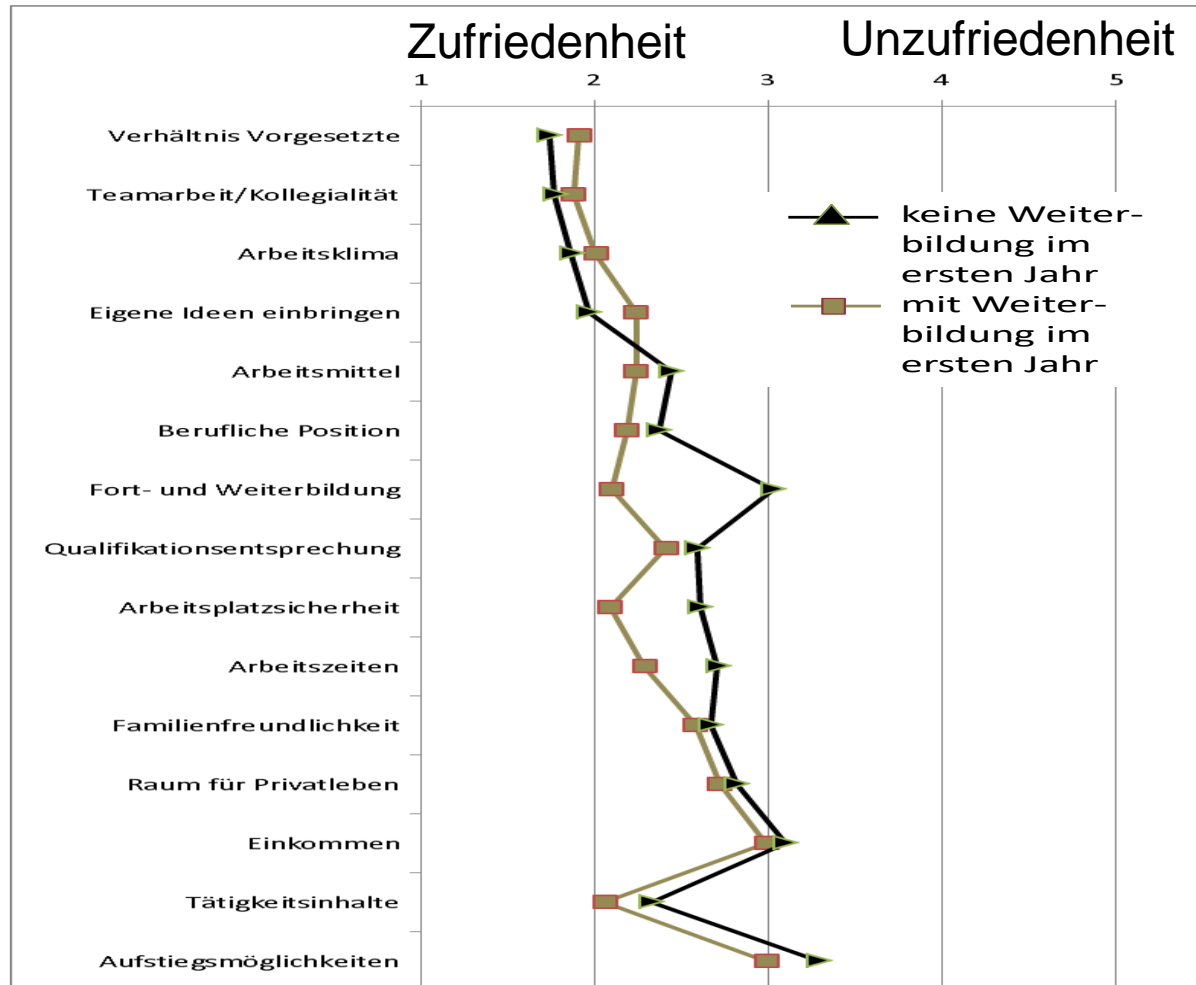 Zufriedenheit Unzufriedenheit
1 2 3 4 5
Verhältnis Vorgesetzte
Teamarbeit/Kollegialität
Arbeitsklima
Eigene Ideen einbringen
Arbeitsmittel
Berufliche Position
Fort- und Weiterbildung
Qualifikationsentsprechung
Arbeitsplatzsicherheit
Arbeitszeiten
Familienfreundlichkeit
Raum für Privatleben
Einkommen
Tätigkeitsinhalte
Aufstiegsmöglichkeiten
keine Weiter-
bildung im
ersten Jahr
mit Weiter-
bildung im
ersten Jahr